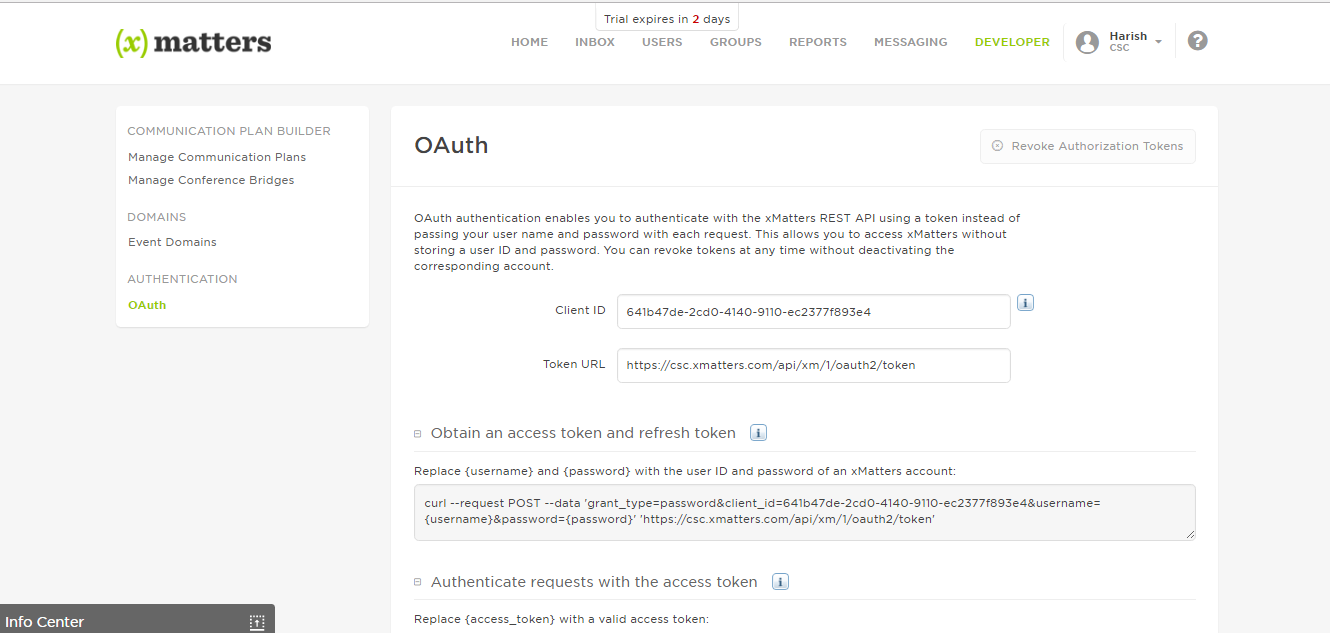 Trial expires in 2 days
(x) matters
HOME INBOX USERS GROUPS REPORTS MESSAGING DEVELOPER
Harish
CSC
?
COMMUNICATION PLAN BUILDER
Manage Communication Plans
Manage Conference Bridges
DOMAINS
Event Domains
AUTHENTICATION
OAuth
OAuth
Revoke Authorization Tokens
OAuth authentication enables you to authenticate with the xMatters REST API using a token instead of
passing your user name and password with each request. This allows you to access xMatters without
storing a user ID and password. You can revoke tokens at any time without deactivating the
corresponding account.
Client ID 641b47de-2cd0-4140-9110-ec2377f893e4 i
Token URL https://csc.xmatters.com/api/xm/1/oauth2/token
Obtain an access token and refresh token i
Replace {username} and {password} with the user ID and password of an xMatters account:
curl --request POST --data 'grant_type=password&client_id=641b47de-2cd0-4140-9110-ec2377f893e4&username=
{username}&password={password}' 'https://csc.xmatters.com/api/xm/1/oauth2/token'
Authenticate requests with the access token i
Replace {access_token} with a valid access token:
Info Center